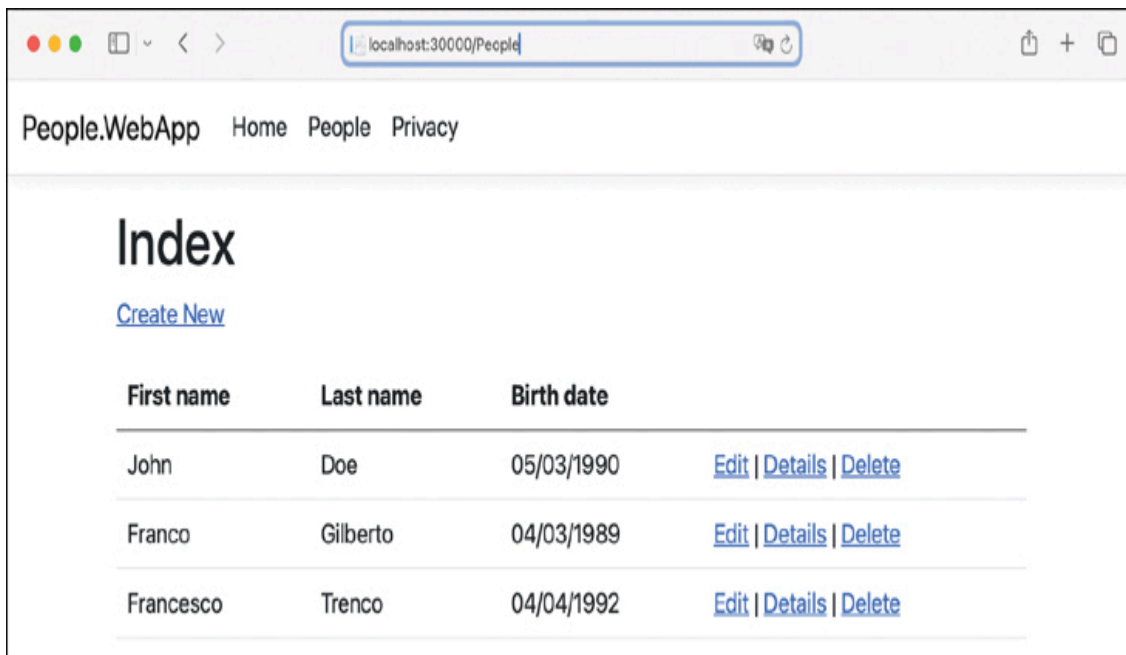 localhost:30000/People
People.WebApp Home People Privacy
Index
Create New
First name Last name Birth date
John Doe 05/03/1990 Edit | Details | Delete
Franco Gilberto 04/03/1989 Edit | Details | Delete
Francesco Trenco 04/04/1992 Edit | Details | Delete